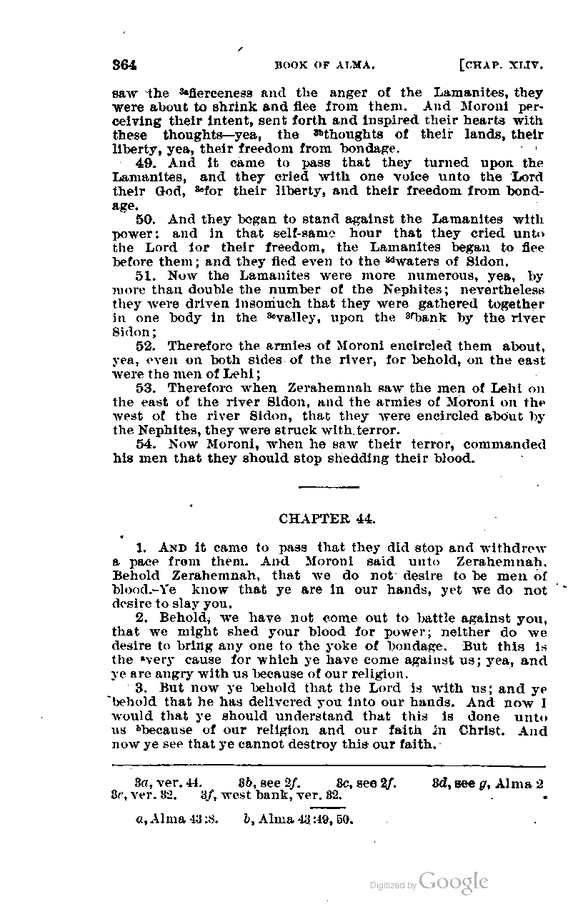 364 BOOK OF ALMA. [CHAP. XLIV.
saw the 3afierceness and the anger of the Lamanites, they
were about to shrink and flee from them. And Moroni per-
ceiving their intent, sent forth and inspired their hearts with
these thoughts—yea, the 3bthoughts of their lands, their
liberty, yea, their freedom from bondage.
49. And it came to pass that they turned upon the
Lamanites, and they cried with one voice unto the Lord
their God, 3cfor their liberty, and their freedom from bond-
age.
50. And they began to stand against the Lamanites with
power; and in that self-same hour that they cried unto
the Lord for their freedom, the Lamanites began to flee
before them; and they fled even to the 3dwaters of Sidon.
51. Now the Lamanites were more numerous, yea, by
more than double the number of the Nephites; nevertheless
they were driven insomuch that they were gathered together
in one body in the 3evalley, upon the 3fbank by the river
Sidon;
52. Therefore the armies of Moroni encircled them about,
yea, even on both sides of the river, for behold, on the east
were the men of Lehi;
53. Therefore when Zerahemnah saw the men of Lehi on
the east of the river Sidon, and the armies of Moroni on the
west of the river Sidon, that they were encircled about by
the Nephites, they were struck with terror.
54. Now Moroni, when he saw their terror, commanded
his men that they should stop shedding their blood.
CHAPTER 44.
1. AND it came to pass that they did stop and withdrew
a pace from them. And Moroni said unto Zerahemnah,
Behold Zerahemnah, that we do not desire to be men of
blood. Ye know that ye are in our hands, yet we do not
desire to slay you.
2. Behold, we have not come out to battle against you,
that we might shed your blood for power; neither do we
desire to bring any one to the yoke of bondage. But this is
the avery cause for which ye have come against us; yea, and
ye are angry with us because of our religion.
3. But now ye behold that the Lord is with us; and ye
behold that he has delivered you into our hands. And now I
would that ye should understand that this is done unto
us bbecause of our religion and our faith in Christ. And
now ye see that ye cannot destroy this our faith.
3a, ver. 44. 3b, see 2f. 3c, see 2f. 3d, see g, Alma 2
3e, ver. 32. 3f, west bank, ver. 32.
a, Alma 43:8. b, Alma 43:49, 50.
Digitized by Google